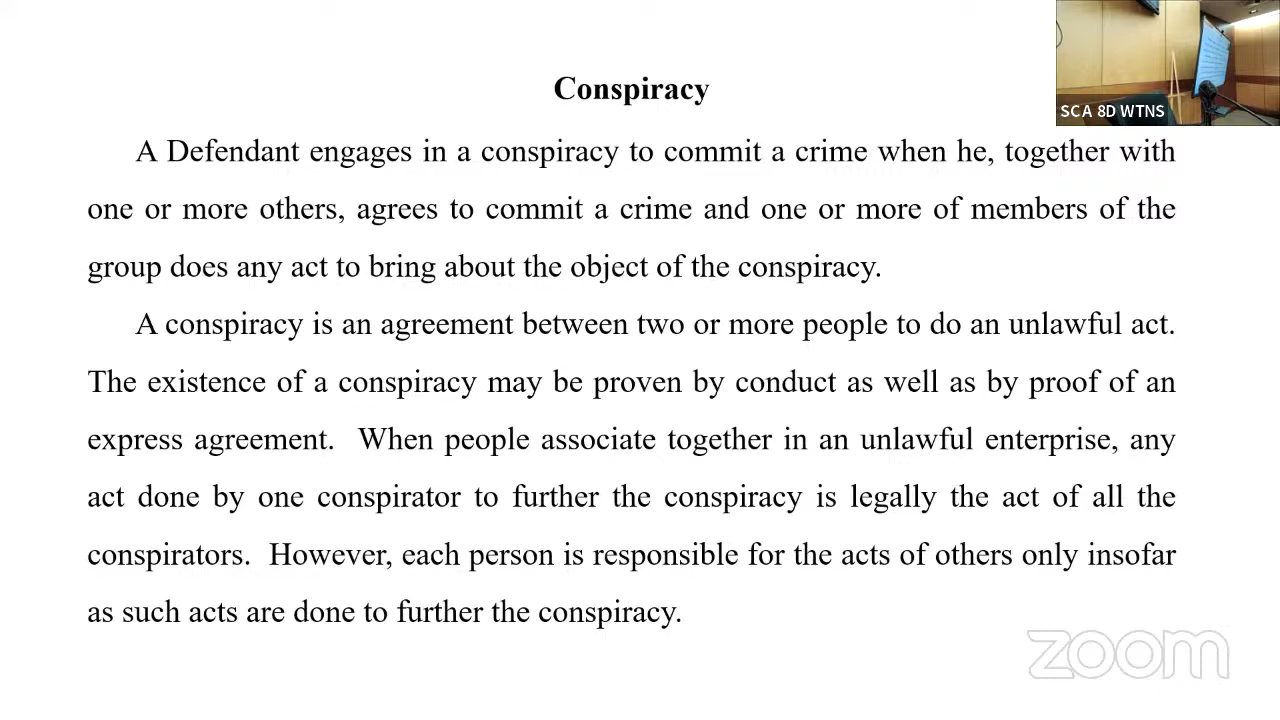 SCA 8D WTNS
Conspiracy
A Defendant engages in a conspiracy to commit a crime when he, together with
one or more others, agrees to commit a crime and one or more of members of the
group does any act to bring about the object of the conspiracy.
A conspiracy is an agreement between two or more people to do an unlawful act.
The existence of a conspiracy may be proven by conduct as well as by proof of an
express agreement.  When people associate together in an unlawful enterprise, any
act done by one conspirator to further the conspiracy is legally the act of all the
conspirators.  However, each person is responsible for the acts of others only insofar
as such acts are done to further the conspiracy.
zoom